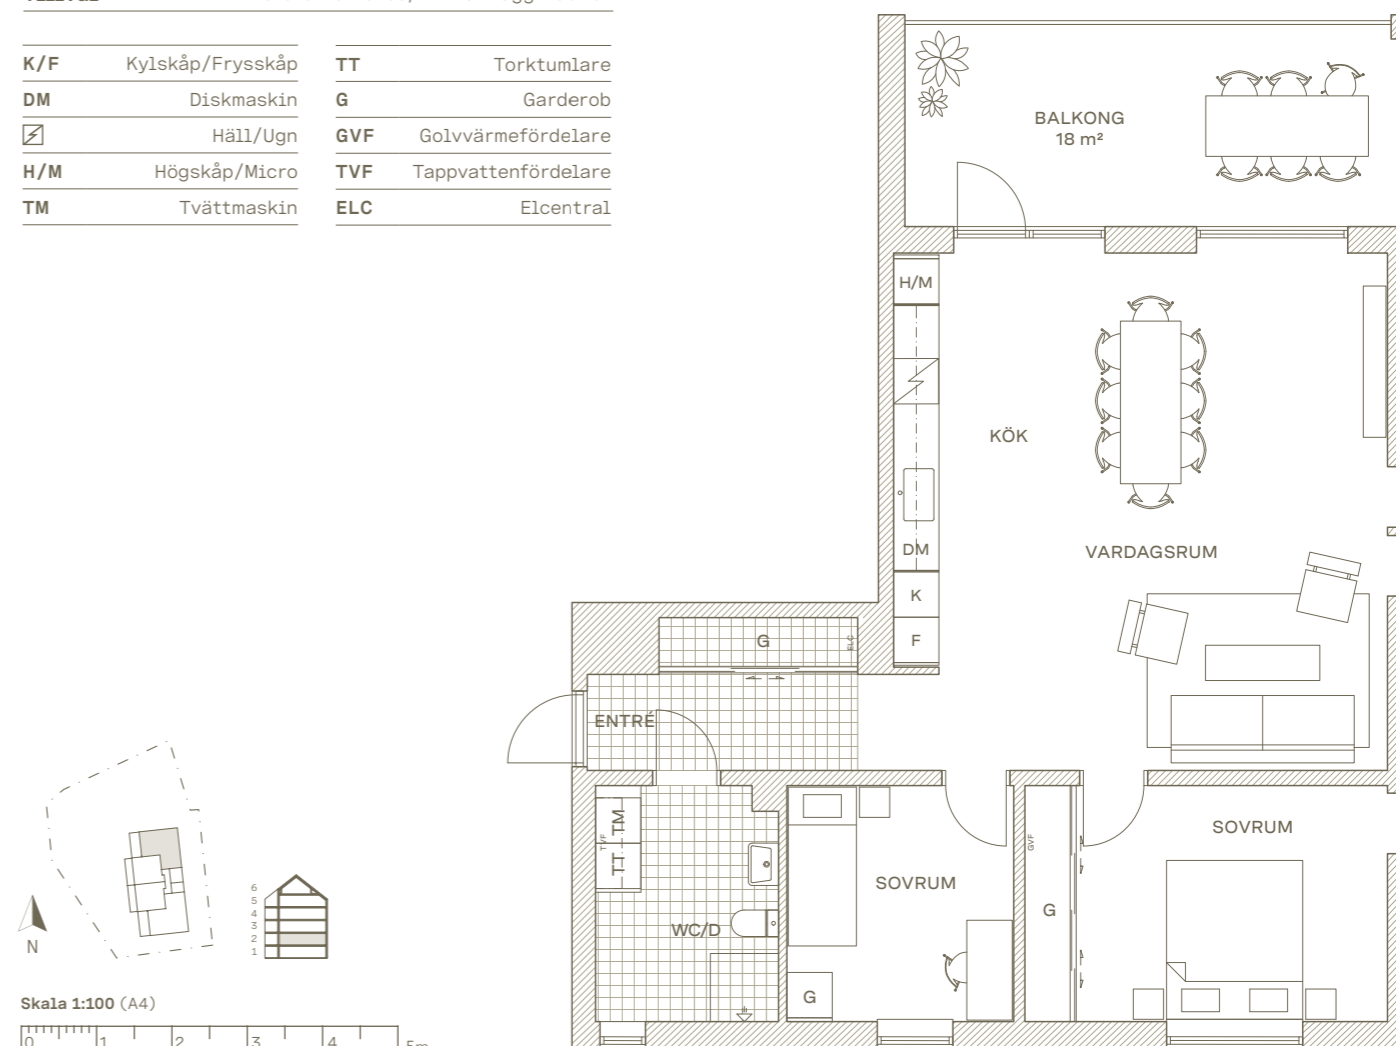 K/F Kylskåp/Frysskåp
DM Diskmaskin
Häll/Ugn
H/M Högskåp/Micro
TM Tvättmaskin
TT Torktumlare
G Garderob
GVF Golvvärmefördelare
TVF Tappvattenfördelare
ELC Elcentral
BALKONG
18 m²
H/M
KÖK
DM
VARDAGSRUM
K
F
G
ELC
ENTRÉ
TM
TVF
TT
WC/D
SOVRUM
G
GVF
G
SOVRUM
6
5
4
3
2
1
N
Skala 1:100 (A4)
0 1 2 3 4 5m